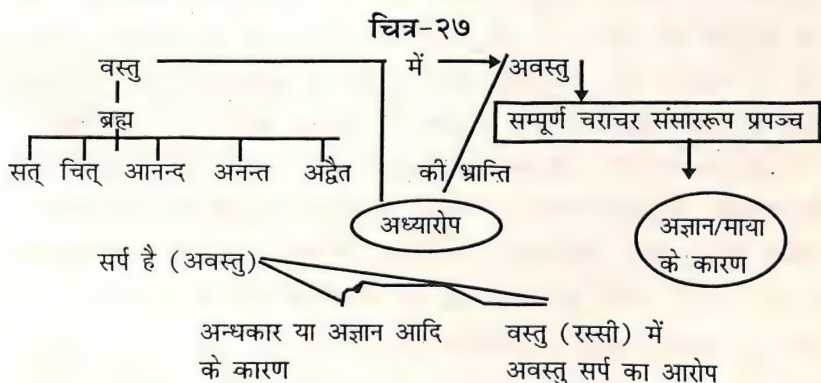 चित्र-२७
वस्तु में अवस्तु
ब्रह्म
सम्पूर्ण चराचर संसाररूप प्रपञ्च
सत् चित् आनन्द अनन्त अद्वैत की भ्रान्ति
अध्यारोप
अज्ञान/माया
के कारण
सर्प है (अवस्तु)
अन्धकार या अज्ञान आदि
के कारण
वस्तु (रस्सी) में
अवस्तु सर्प का आरोप